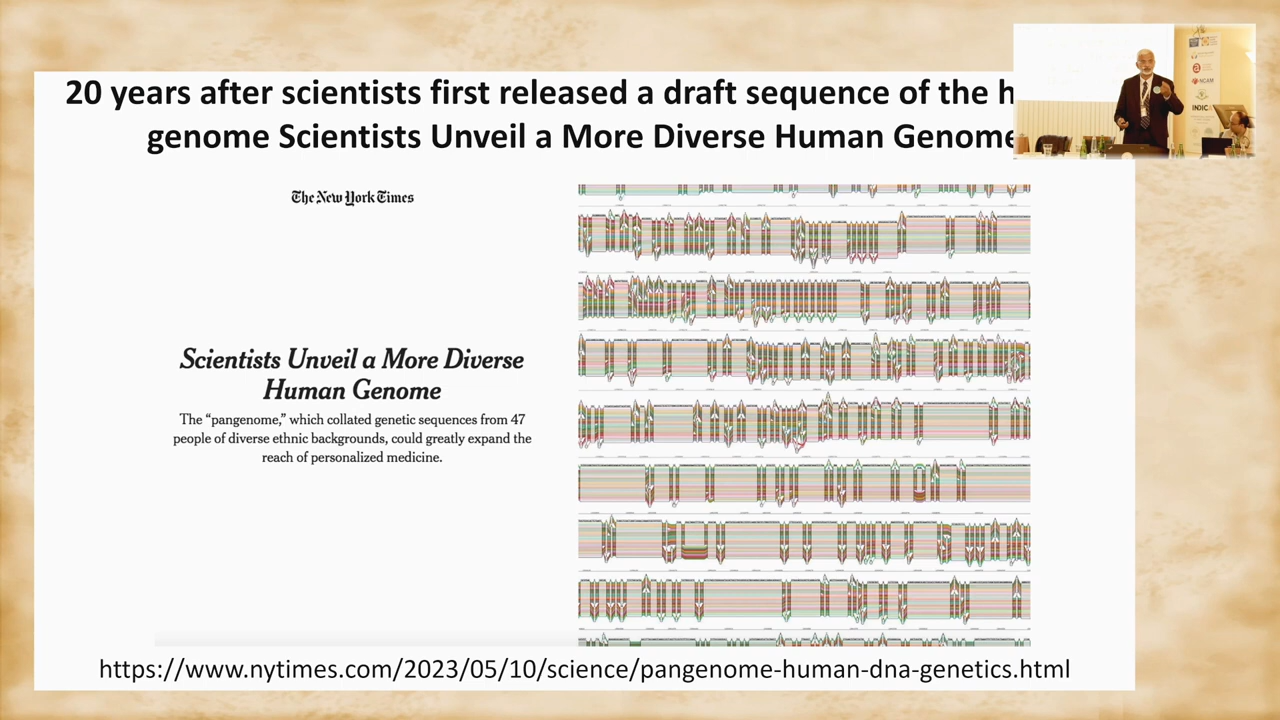 20 years after scientists first released a draft sequence of the h
genome Scientists Unveil a More Diverse Human Genome
The New York Times
Scientists Unveil a More Diverse
Human Genome
The “pangenome,” which collated genetic sequences from 47
people of diverse ethnic backgrounds, could greatly expand the
reach of personalized medicine.
https://www.nytimes.com/2023/05/10/science/pangenome-human-dna-genetics.html
NCAM
INDICA